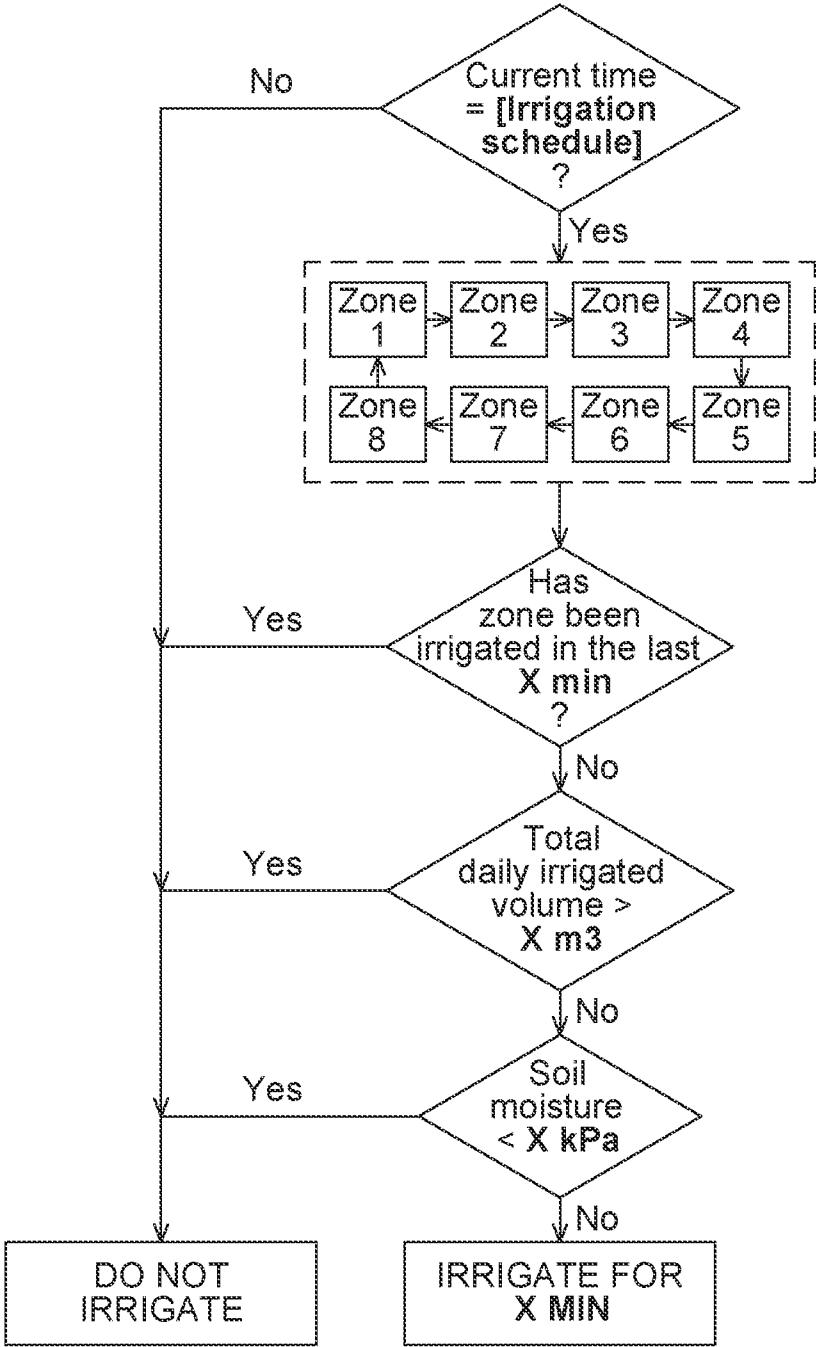 No
Current time
= [Irrigation
schedule]
?
Yes
Zone
1
Zone
2
Zone
3
Zone
4
Zone
8
Zone
7
Zone
6
Zone
5
Yes
Has
zone been
irrigated in the last
X min
?
No
Yes
Total
daily irrigated
volume >
X m3
No
Yes
Soil
moisture
< X kPa
No
DO NOT
IRRIGATE
IRRIGATE FOR
X MIN